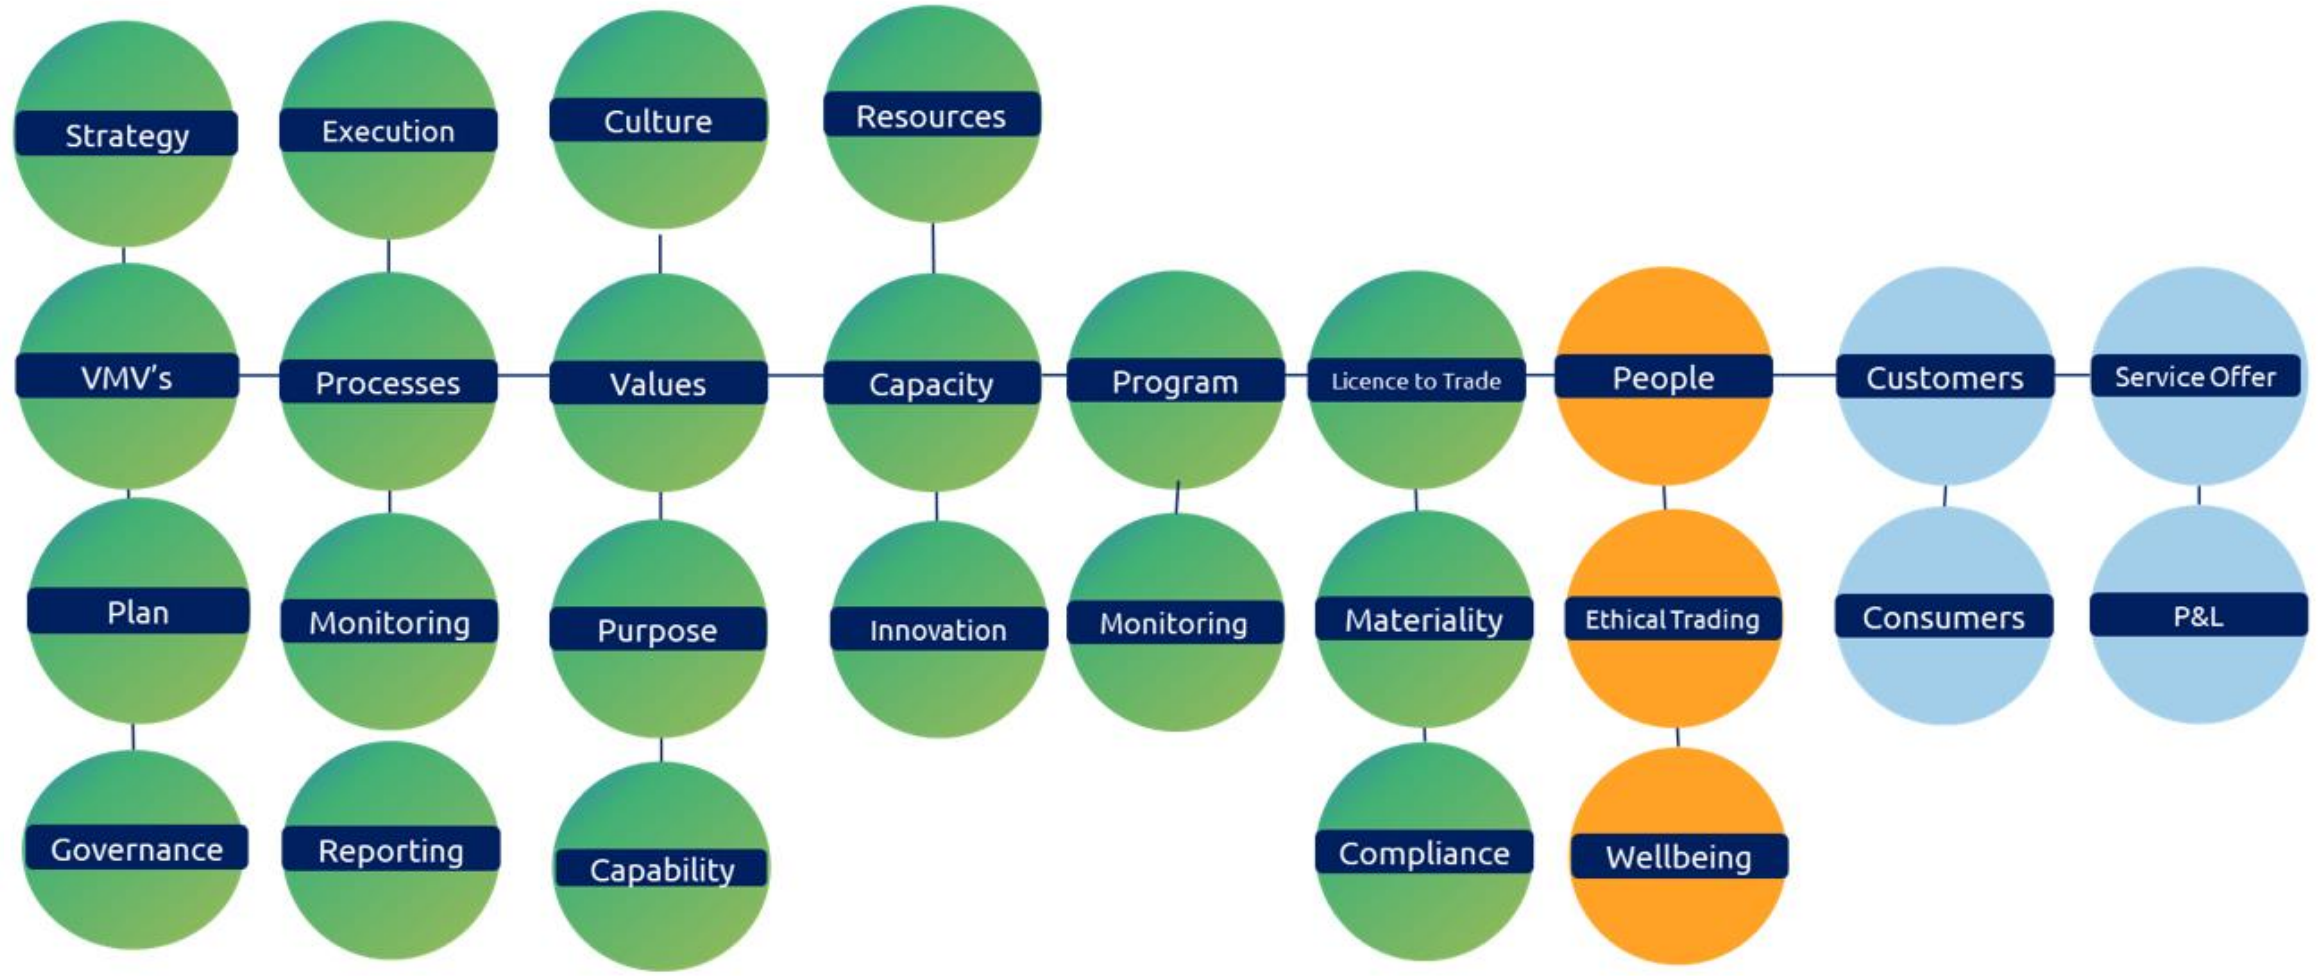 Strategy
Execution
Culture
Resources
VMV's
Processes
Values
Capacity
Program
Licence to Trade
People
Customers
Service Offer
Plan
Monitoring
Purpose
Innovation
Monitoring
Materiality
Ethical Trading
Consumers
P&L
Governance
Reporting
Capability
Compliance
Wellbeing